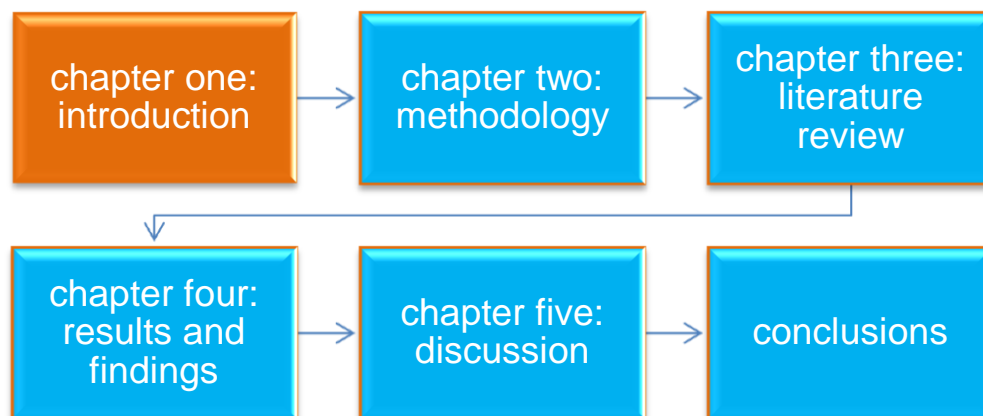 chapter one:
introduction
chapter two:
methodology
chapter three:
literature
review
chapter four:
results and
findings
chapter five:
discussion
conclusions